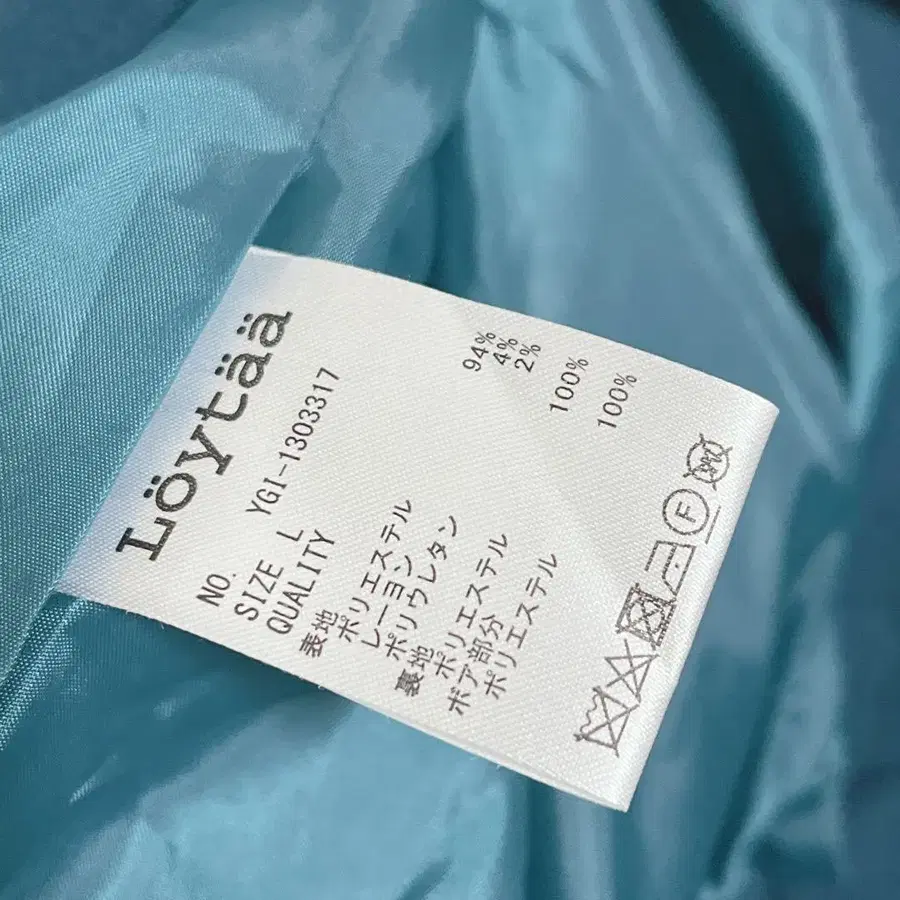 Löytää
NO. YGI-1303317
SIZE L
QUALITY
表地
ポリエステル 94%
レーヨン 4%
ポリウレタン 2%
裏地
ポリエステル 100%
ボア部分
ポリエステル 100%
F
W